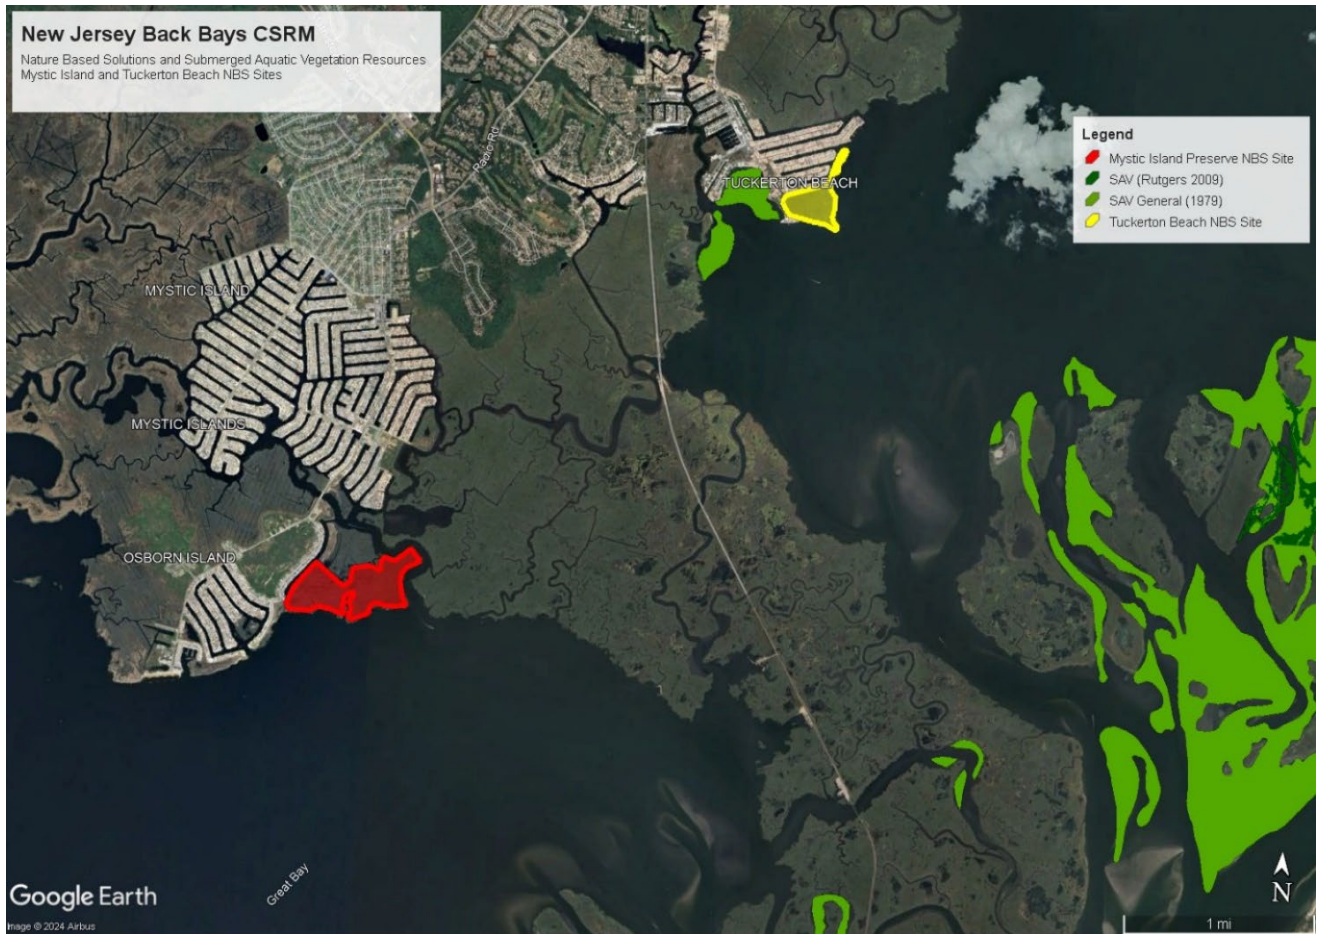 New Jersey Back Bays CSRM
Nature Based Solutions and Submerged Aquatic Vegetation Resources
Mystic Island and Tuckerton Beach NBS Sites
Radio Rd
Legend
Mystic Island Preserve NBS Site
SAV (Rutgers 2009)
SAV General (1979)
Tuckerton Beach NBS Site
TUCKERTON BEACH
MYSTIC ISLAND
MYSTIC ISLANDS
OSBORN ISLAND
Great Bay
Google Earth
Image © 2024 Airbus
N
1 mi